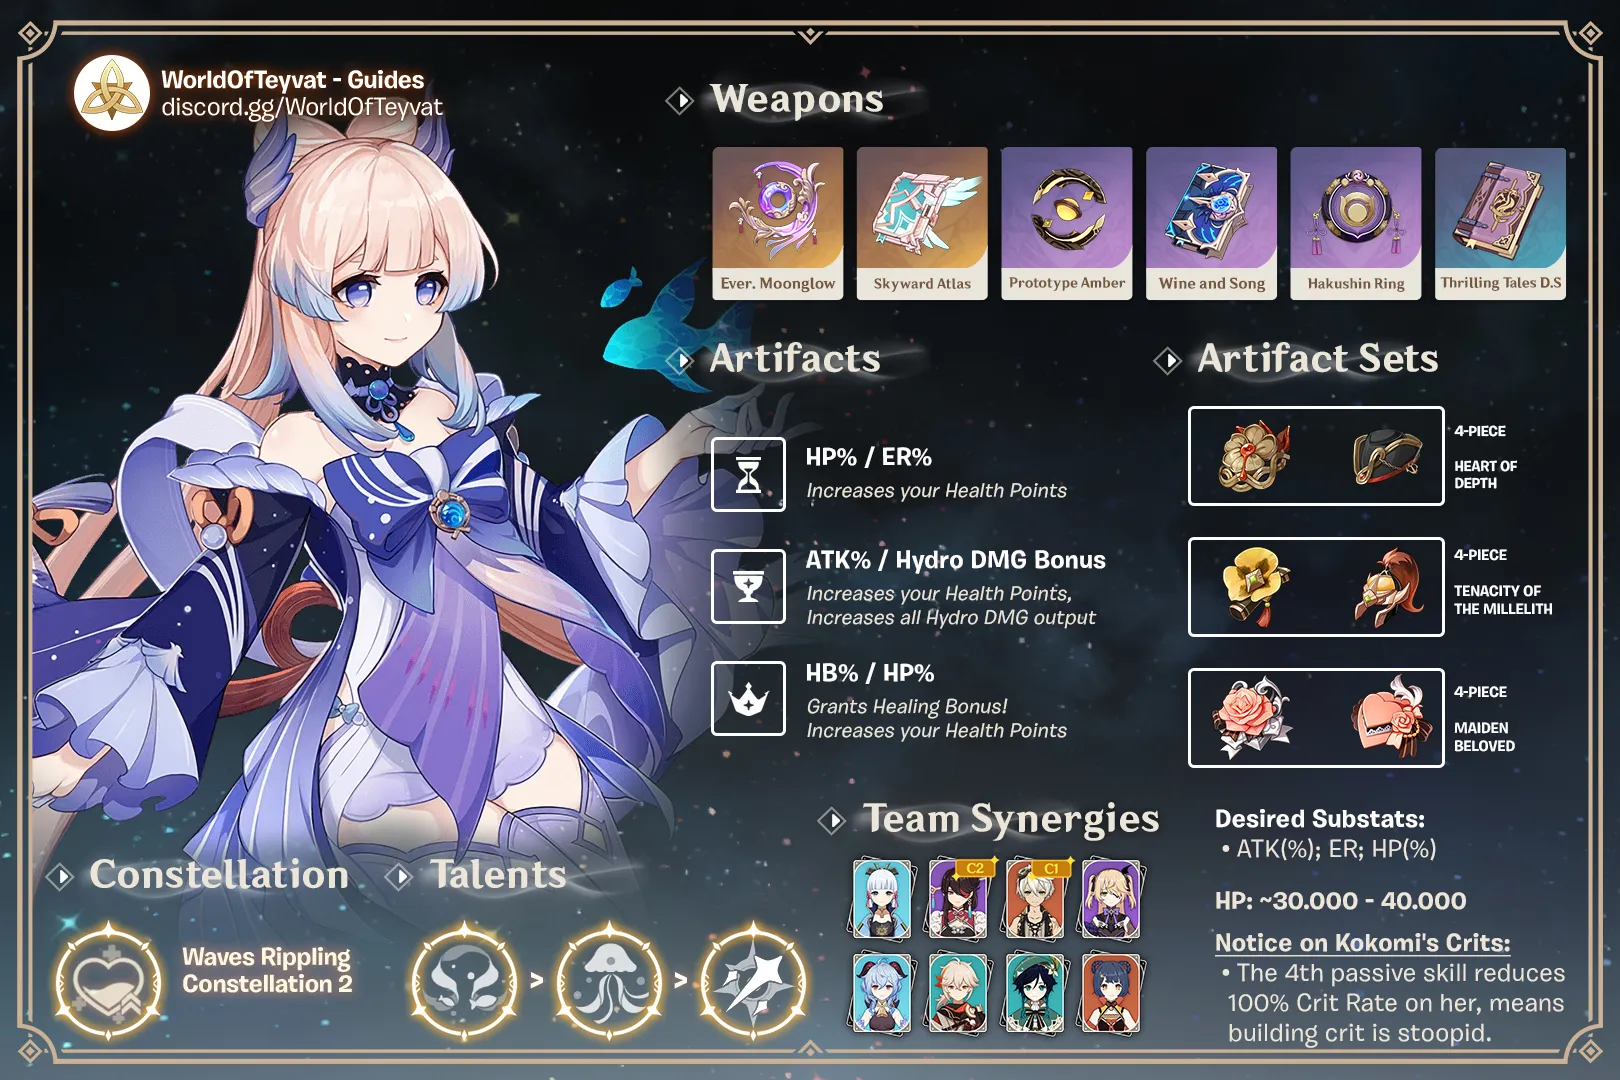 WorldOfTeyvat - Guides
discord.gg/WorldOfTeyvat
Weapons
Ever. Moonglow
Skyward Atlas
Prototype Amber
Wine and Song
Hakushin Ring
Thrilling Tales D.S
Artifacts
HP% / ER%
Increases your Health Points
ATK% / Hydro DMG Bonus
Increases your Health Points,
Increases all Hydro DMG output
HB% / HP%
Grants Healing Bonus!
Increases your Health Points
Artifact Sets
4-PIECE
HEART OF
DEPTH
4-PIECE
TENACITY OF
THE MILLELITH
4-PIECE
MAIDEN
BELOVED
Constellation
Waves Rippling
Constellation 2
Talents
> >
Team Synergies
C2
C1
Desired Substats:
• ATK(%); ER; HP(%)
HP: ~30.000 - 40.000
Notice on Kokomi's Crits:
• The 4th passive skill reduces
100% Crit Rate on her, means
building crit is stoopid.